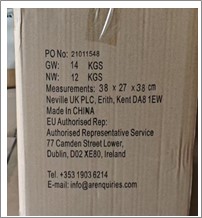 PO No: 21011548
GW: 14 KGS
NW: 12 KGS
Measurements: 38 x 27 x 38 cm
Neville UK PLC, Erith, Kent DA8 1EW
Made In CHINA
EU Authorised Rep:
Authorised Representative Service
77 Camden Street Lower,
Dublin, D02 XE80, Ireland
Tel. +353 1903 6214
E-mail: info@arenquiries.com